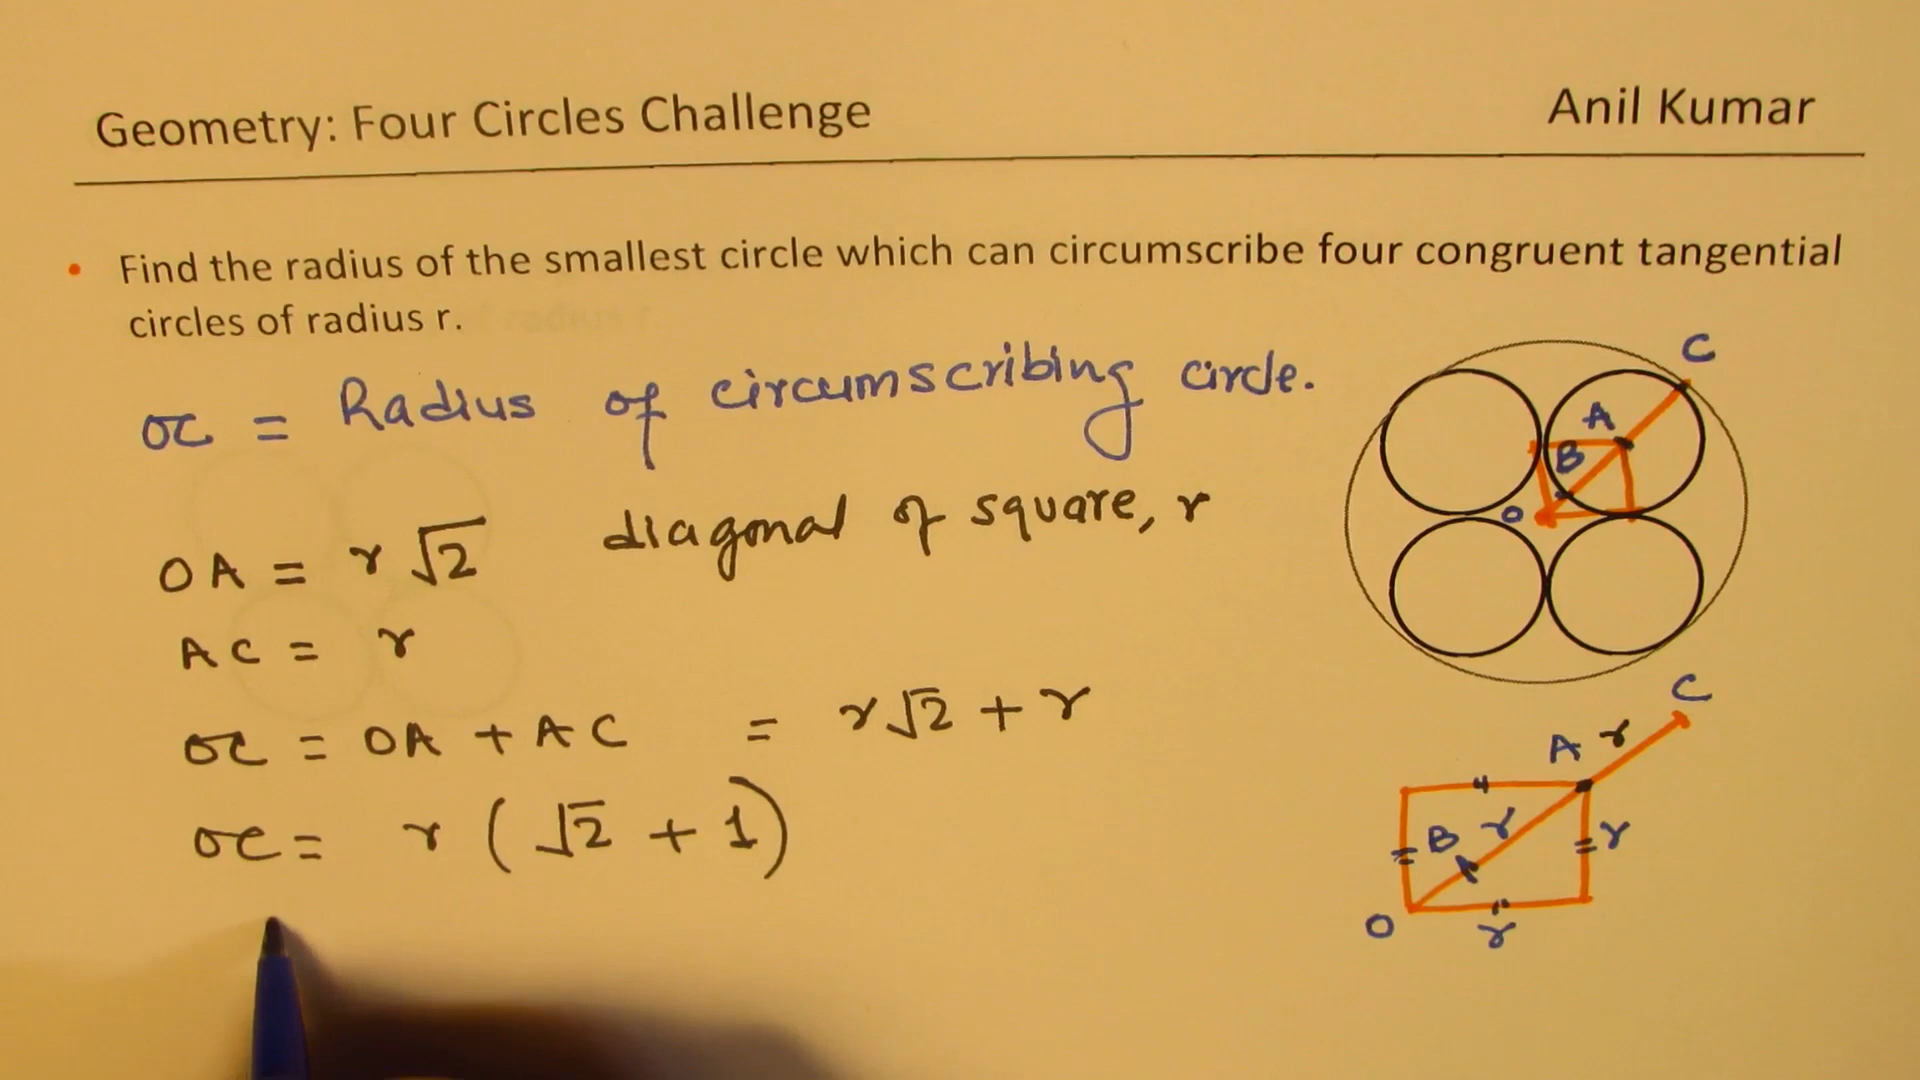 Geometry: Four Circles Challenge
Anil Kumar
• Find the radius of the smallest circle which can circumscribe four congruent tangential
circles of radius r.
OC = Radius of circumscribing circle.
OA = r√2 diagonal of square, r
AC = r
OC = OA + AC = r√2 + r
OC = r (√2 + 1)
C
A
B
O
C
A r
B r
r
O
r